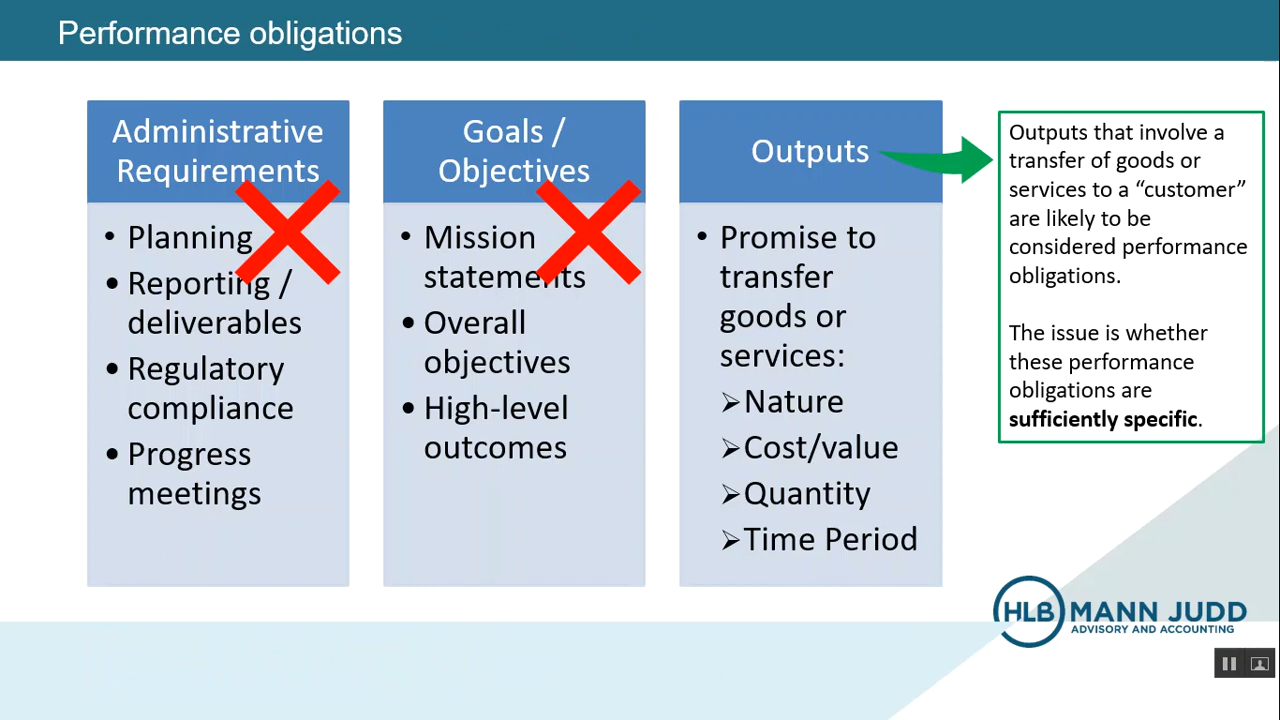 Performance obligations
Administrative
Requirements
• Planning
• Reporting /
deliverables
• Regulatory
compliance
• Progress
meetings
Goals /
Objectives
• Mission
statements
• Overall
objectives
• High-level
outcomes
Outputs
• Promise to
transfer
goods or
services:
➢Nature
➢Cost/value
➢Quantity
➢Time Period
Outputs that involve a
transfer of goods or
services to a “customer”
are likely to be
considered performance
obligations.
The issue is whether
these performance
obligations are
sufficiently specific.
HLB MANN JUDD
ADVISORY AND ACCOUNTING